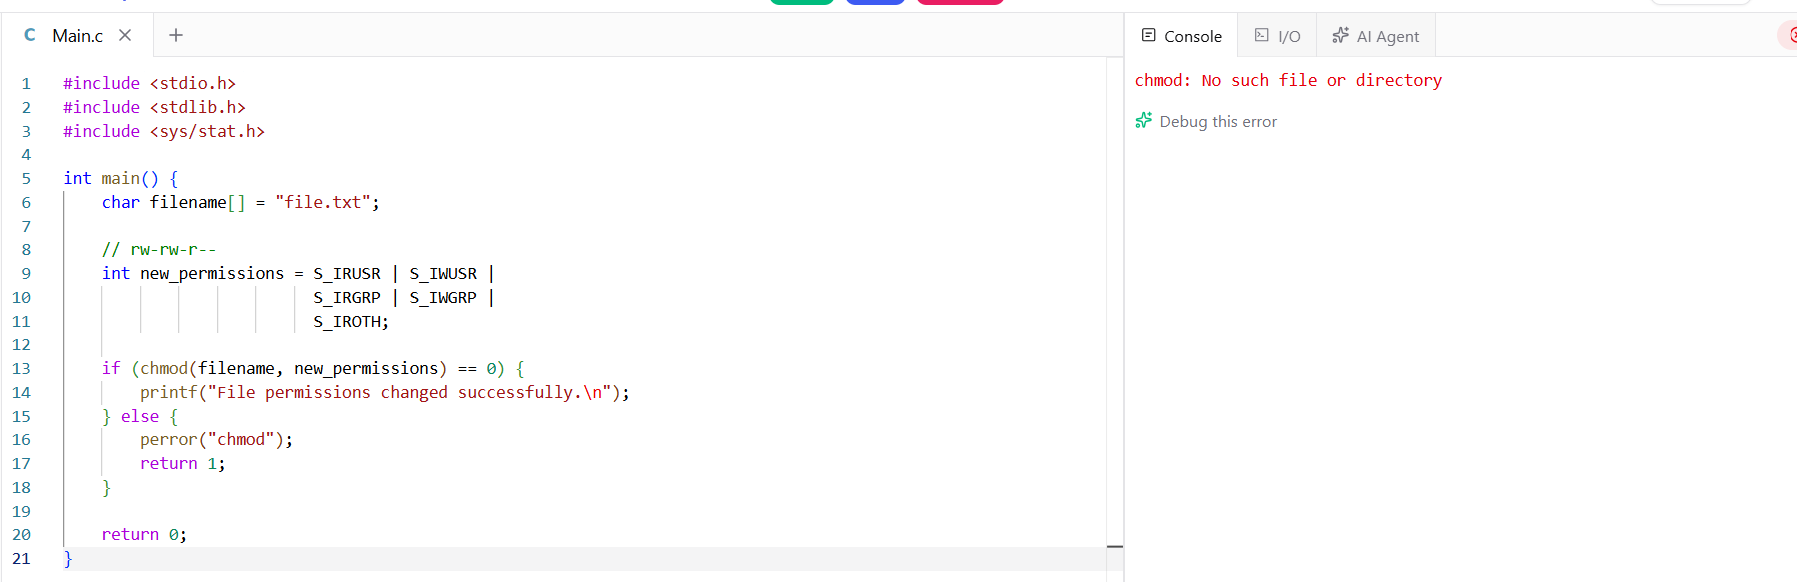 C Main.c × +
Console I/O AI Agent
1 #include <stdio.h>
2 #include <stdlib.h>
3 #include <sys/stat.h>
4
5 int main() {
6     char filename[] = "file.txt";
7
8     // rw-rw-r--
9     int new_permissions = S_IRUSR | S_IWUSR |
10                           S_IRGRP | S_IWGRP |
11                           S_IROTH;
12
13     if (chmod(filename, new_permissions) == 0) {
14         printf("File permissions changed successfully.\n");
15     } else {
16         perror("chmod");
17         return 1;
18     }
19
20     return 0;
21 }
chmod: No such file or directory
Debug this error